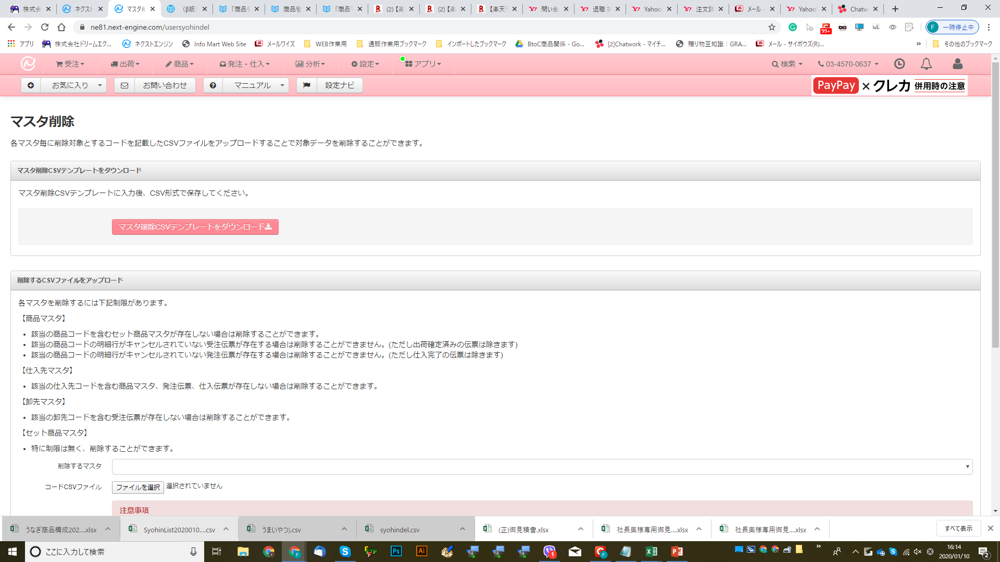 株式会
ネクスト
マスタ削
(β版)
「商品管
商品管
「商品マ
(2)【楽
(2)【楽
【楽天市
問い合
退職 挨
Yahoo!
注文詳
メール -
Yahoo!
Chatw
ne81.next-engine.com/usersyohindel
99+
F 一時停止中
アプリ
株式会社ドリームエク...
ネクストエンジン
Info Mart Web Site
メールワイズ
WEB作業用
通販作業用ブックマーク
インポートしたブックマーク
BtoC商品関係 - Go...
[2]Chatwork - マイチ...
贈り物豆知識｜GRA...
メール - サイボウズ(R)...
»
その他のブックマーク
受注
出荷
商品
発注・仕入
分析
設定
アプリ
検索
03-4570-0637
お気に入り
お問い合わせ
マニュアル
設定ナビ
PayPay×クレカ 併用時の注意
マスタ削除
各マスタ毎に削除対象とするコードを記載したCSVファイルをアップロードすることで対象データを削除することができます。
マスタ削除CSVテンプレートをダウンロード
マスタ削除CSVテンプレートに入力後、CSV形式で保存してください。
マスタ削除CSVテンプレートをダウンロード
削除するCSVファイルをアップロード
各マスタを削除するには下記制限があります。
【商品マスタ】
• 該当の商品コードを含むセット商品マスタが存在しない場合は削除することができます。
• 該当の商品コードの明細行がキャンセルされていない受注伝票が存在する場合は削除することができません。(ただし出荷確定済みの伝票は除きます)
• 該当の商品コードの明細行がキャンセルされていない発注伝票が存在する場合は削除することができません。(ただし仕入完了の伝票は除きます)
【仕入先マスタ】
• 該当の仕入先コードを含む商品マスタ、発注伝票、仕入伝票が存在しない場合は削除することができます。
【卸先マスタ】
• 該当の卸先コードを含む受注伝票が存在しない場合は削除することができます。
【セット商品マスタ】
• 特に制限は無く、削除することができます。
削除するマスタ
コードCSVファイル
ファイルを選択 選択されていません
注意事項
うなぎ商品構成202....xlsx
SyohinList2020010....csv
うまいやつ).csv
syohindel.csv
(正)御見積書.xlsx
社長奥様専用御見....xlsx
社長奥様専用御見....xlsx
すべて表示
ここに入力して検索
16:14
2020/01/10
2